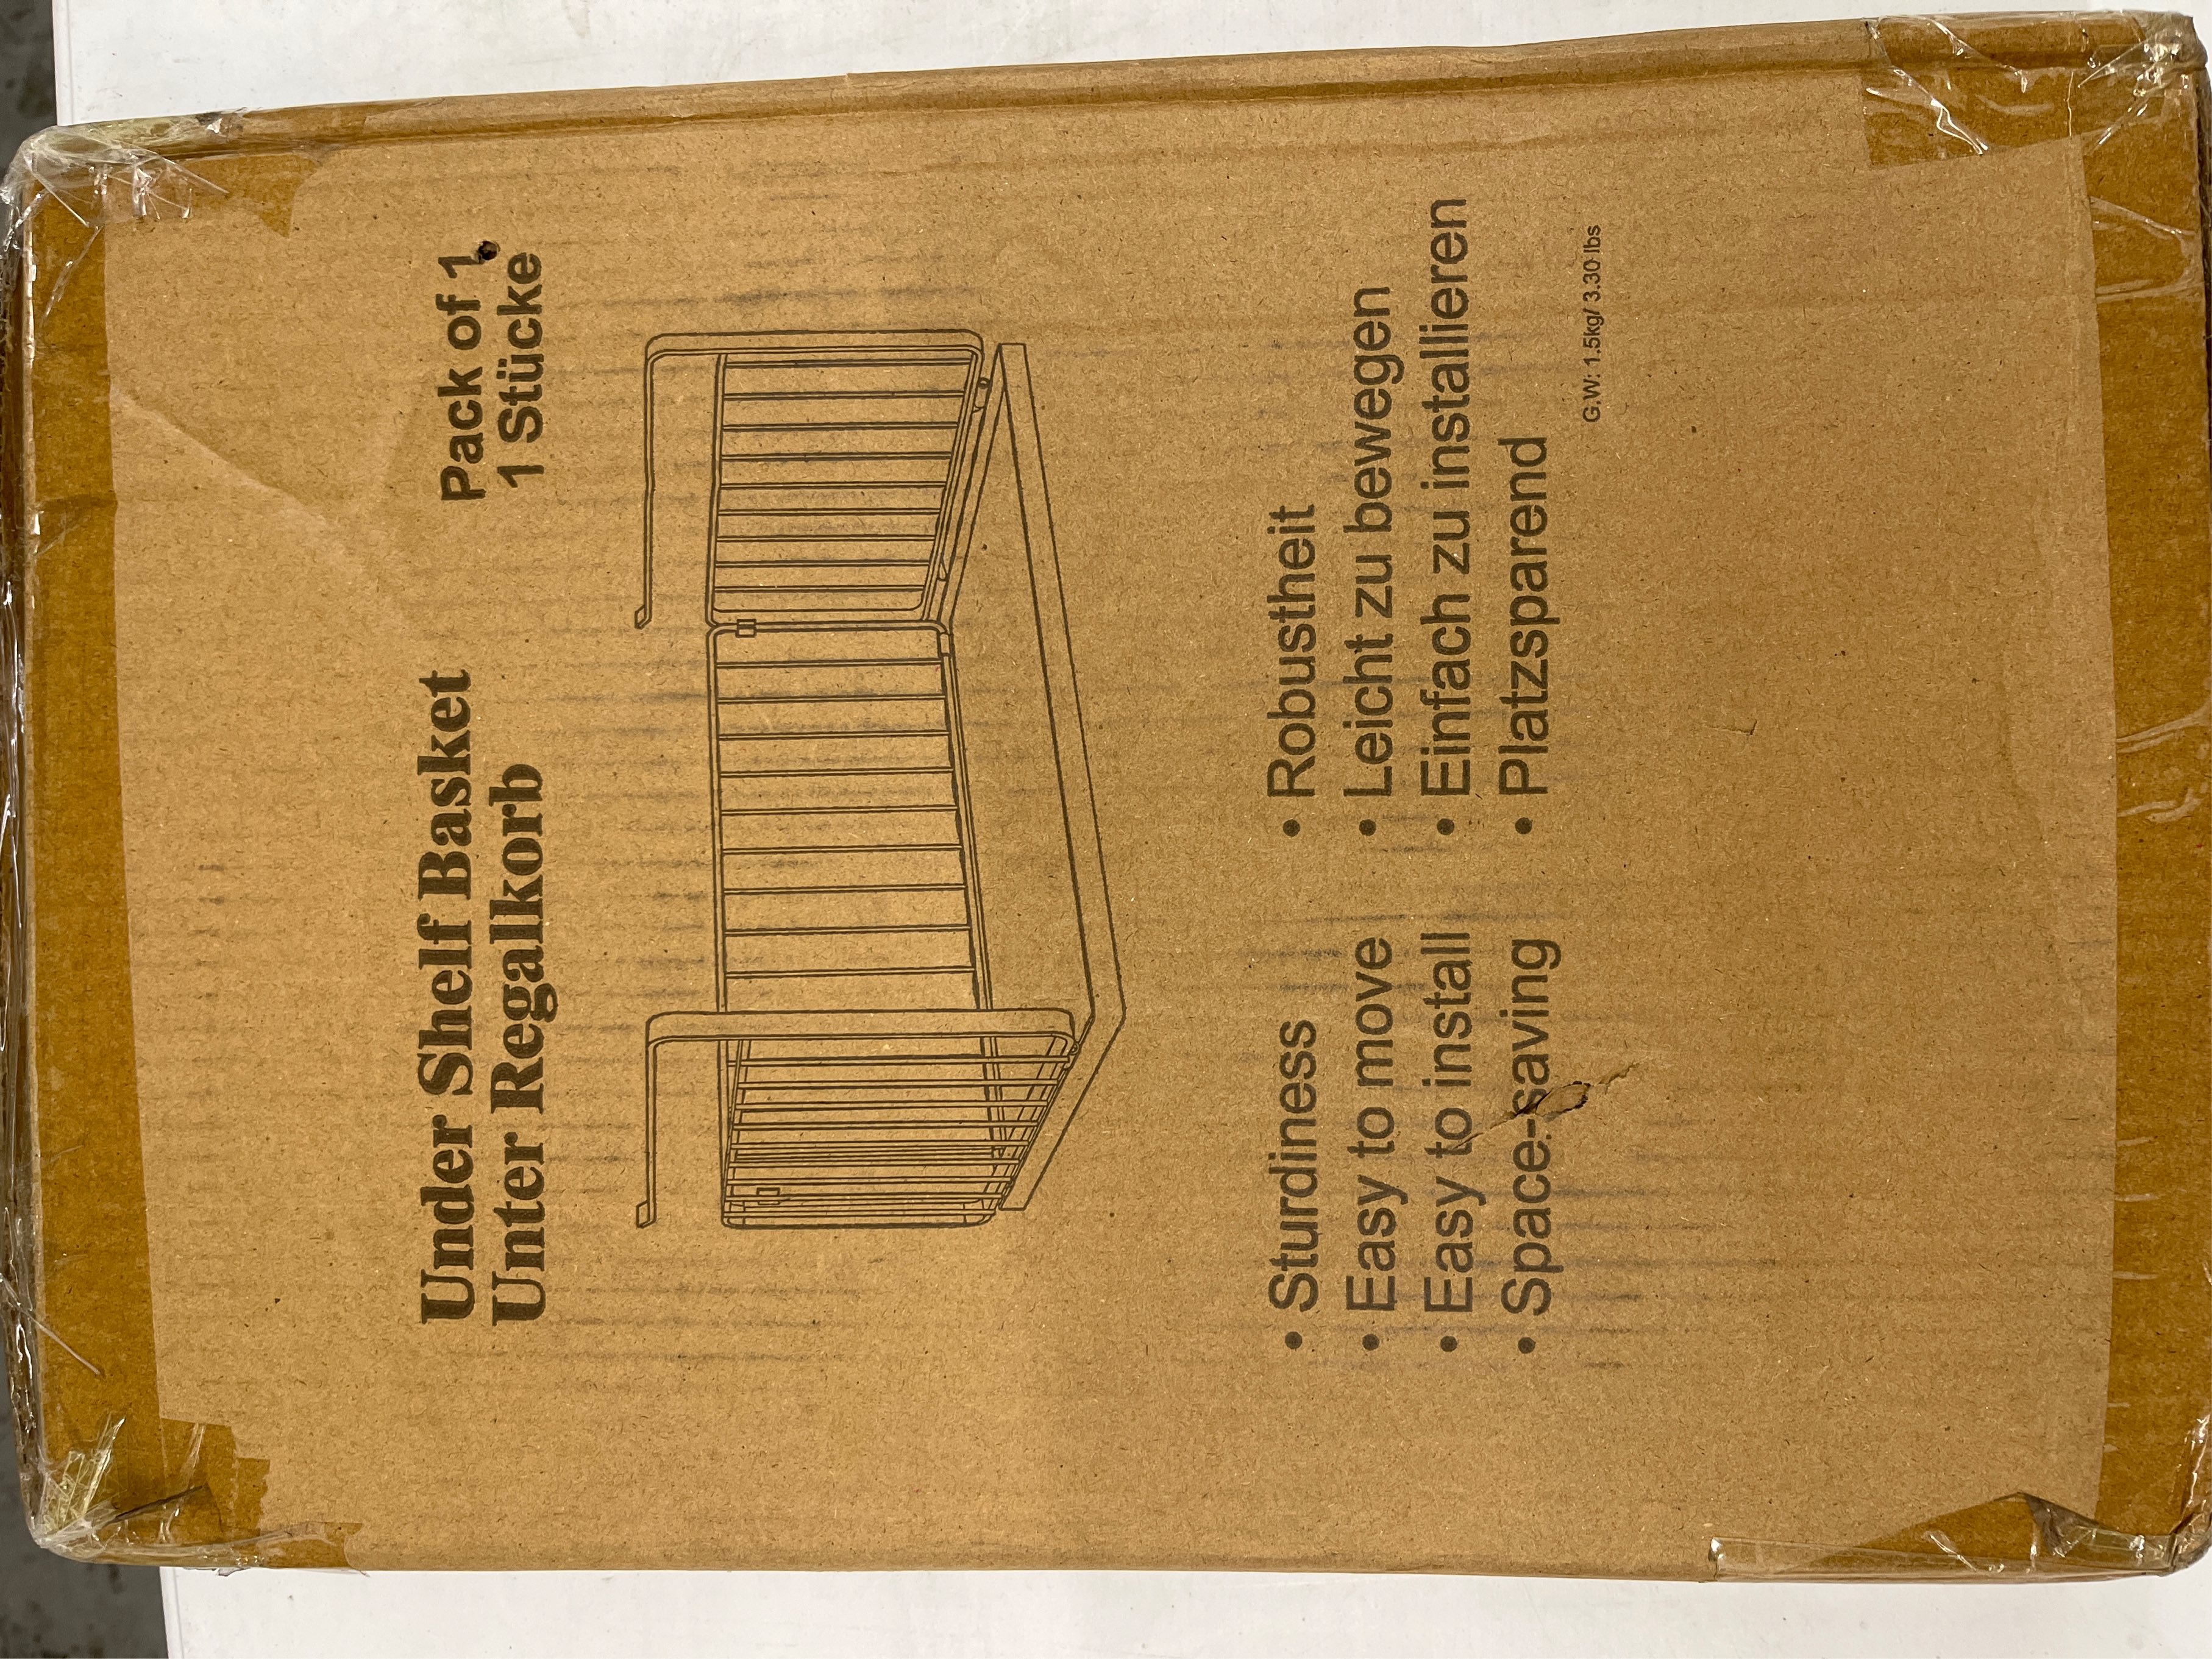 Under Shelf Basket
Unter Regalkorb
Pack of 1
1 Stücke
• Sturdiness
• Easy to move
• Easy to install
• Space-saving
• Robustheit
• Leicht zu bewegen
• Einfach zu installieren
• Platzsparend
G.W: 1.5kg/ 3.30 lbs